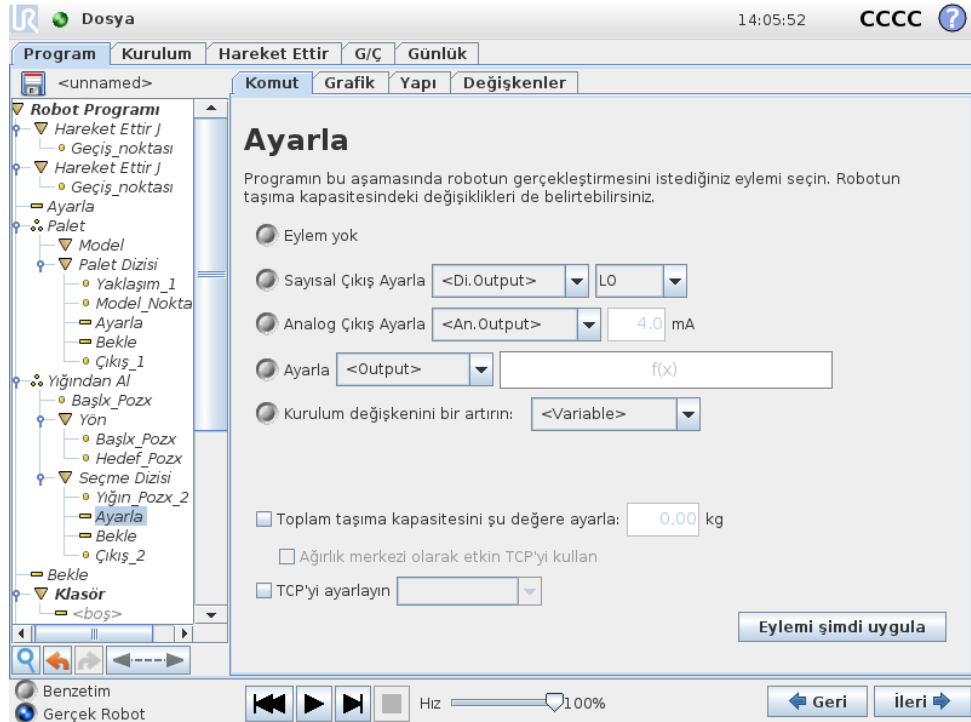 UR Dosya 14:05:52 CCCC ?
Program Kurulum Hareket Ettir G/Ç Günlük
<unnamed>
Komut Grafik Yapı Değişkenler
Robot Programı
Hareket Ettir J
Geçiş_noktası
Hareket Ettir J
Geçiş_noktası
Ayarla
Palet
Model
Palet Dizisi
Yaklaşım_1
Model_Nokta
Ayarla
Bekle
Çıkış_1
Yığından Al
Başlx_Pozx
Yön
Başlx_Pozx
Hedef_Pozx
Seçme Dizisi
Yığın_Pozx_2
Ayarla
Bekle
Çıkış_2
Bekle
Klasör
<boş>
Ayarla
Programın bu aşamasında robotun gerçekleştirmesini istediğiniz eylemi seçin. Robotun
taşıma kapasitesindeki değişiklikleri de belirtebilirsiniz.
Eylem yok
Sayısal Çıkış Ayarla <Di.Output> LO
Analog Çıkış Ayarla <An.Output> 4.0 mA
Ayarla <Output> f(x)
Kurulum değişkenini bir artırın: <Variable>
Toplam taşıma kapasitesini şu değere ayarla: 0,00 kg
Ağırlık merkezi olarak etkin TCP'yi kullan
TCP'yi ayarlayın
Eylemi şimdi uygula
Benzetim
Gerçek Robot
Hız 100%
Geri İleri